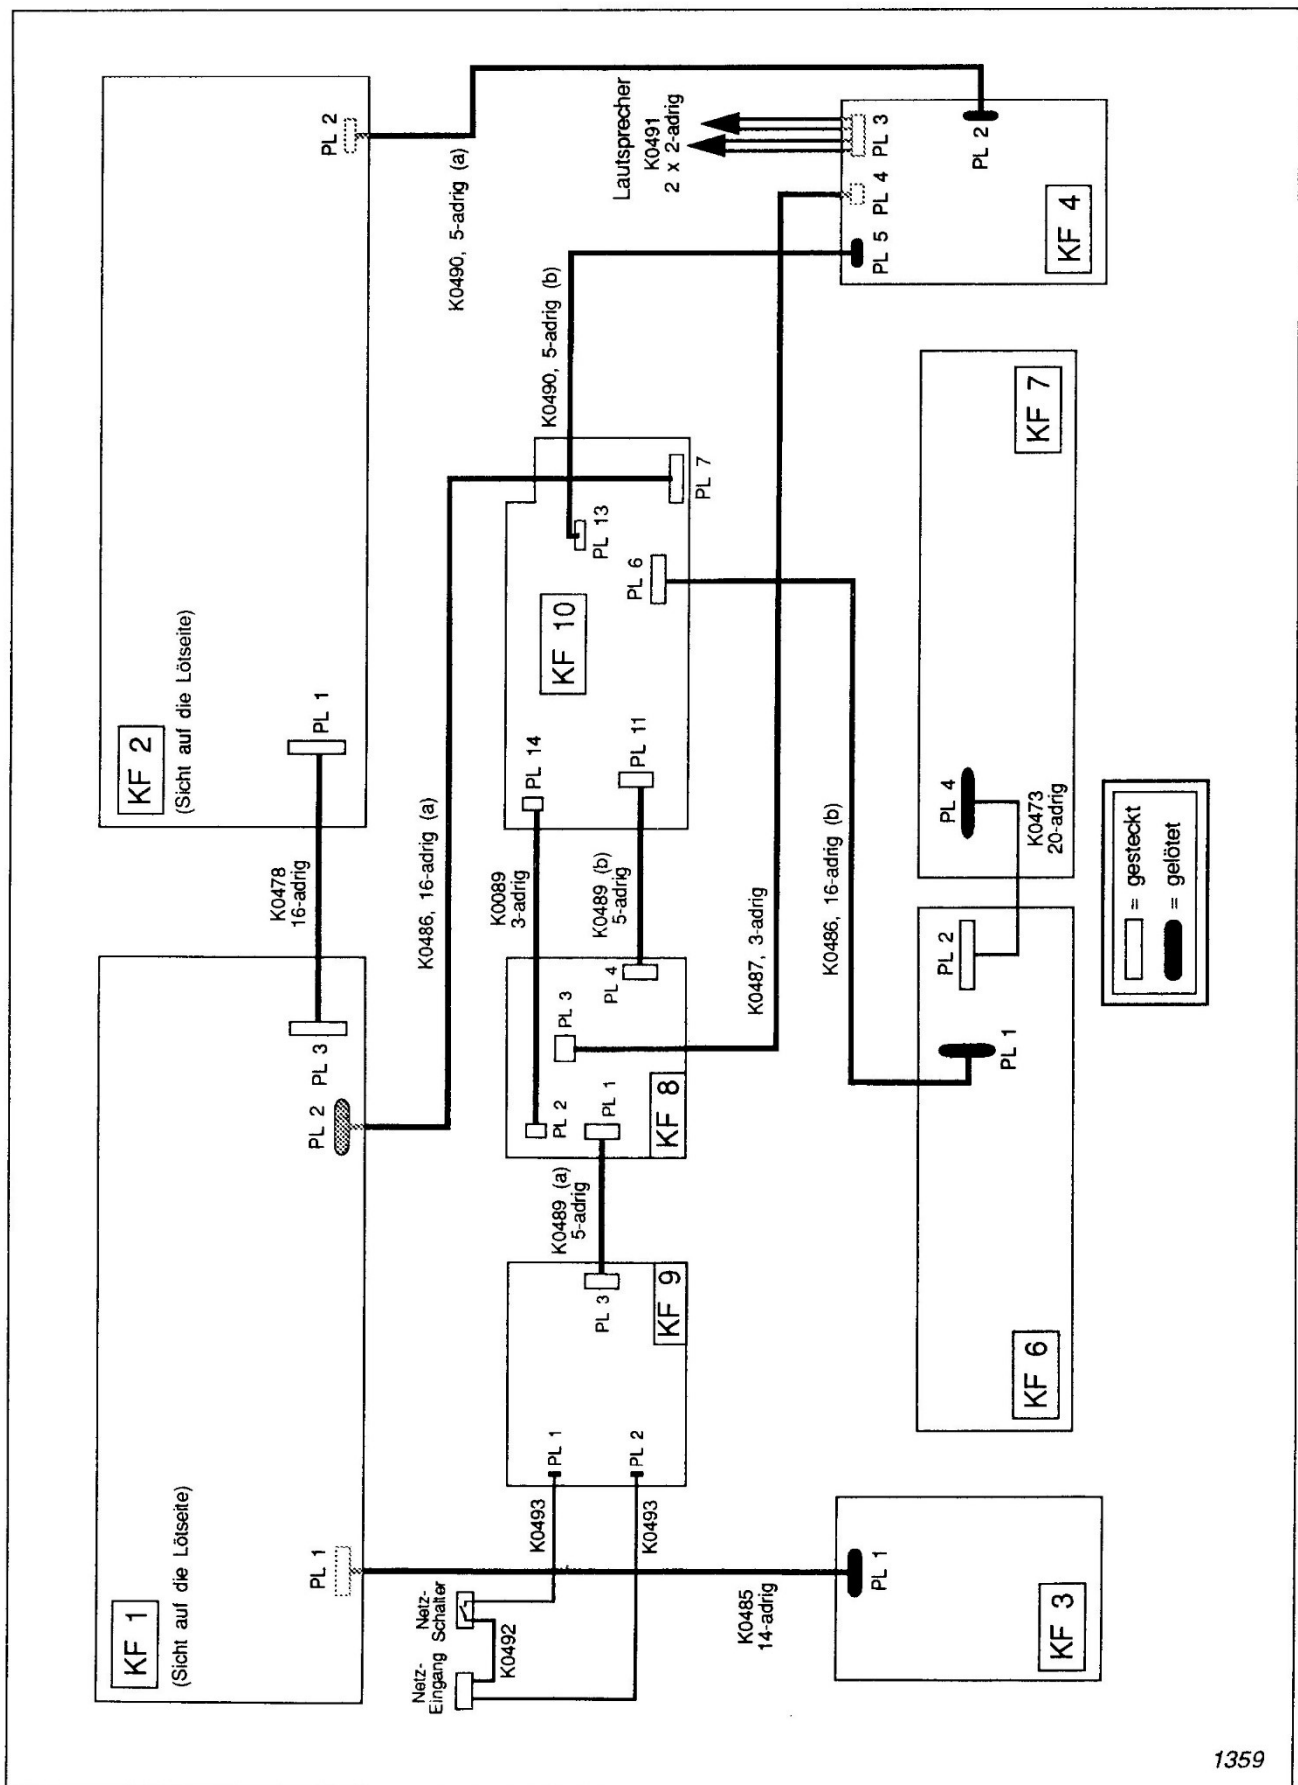 KF 1
(Sicht auf die Lötseite)
PL 1
PL 2
PL 3
K0478
16-adrig
KF 2
(Sicht auf die Lötseite)
PL 1
PL 2
K0490, 5-adrig (a)
K0486, 16-adrig (a)
Netz-
Eingang
Netz-
Schalter
K0492
K0493
K0493
PL 1
PL 2
PL 3
KF 9
K0489 (a)
5-adrig
PL 2
PL 1
PL 3
PL 4
KF 8
K0089
3-adrig
K0489 (b)
5-adrig
PL 14
PL 11
KF 10
PL 13
PL 6
PL 7
K0490, 5-adrig (b)
Lautsprecher
K0491
2 x 2-adrig
PL 5
PL 4
PL 3
PL 2
KF 4
K0487, 3-adrig
K0486, 16-adrig (b)
K0485
14-adrig
PL 1
KF 3
KF 6
PL 1
PL 2
K0473
20-adrig
PL 4
KF 7
= gesteckt
= gelötet
1359